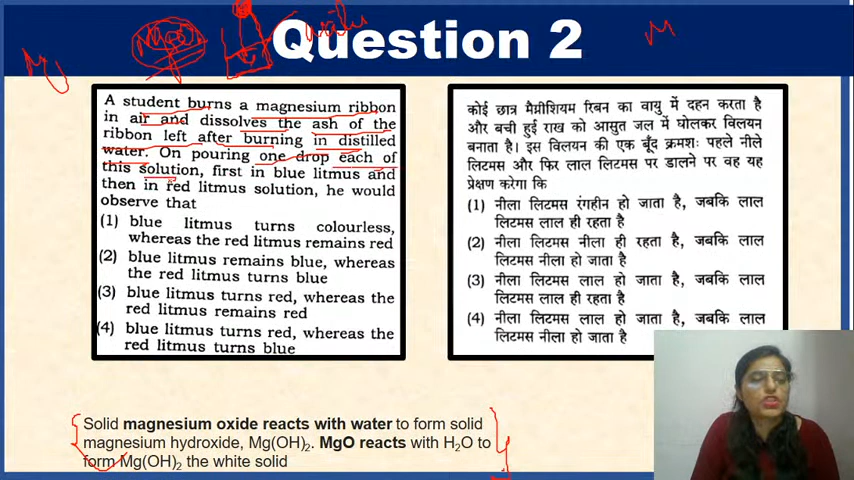 Question 2
A student burns a magnesium ribbon
in air and dissolves the ash of the
ribbon left after burning in distilled
water. On pouring one drop each of
this solution, first in blue litmus and
then in red litmus solution, he would
observe that
(1) blue litmus turns colourless,
whereas the red litmus remains red
(2) blue litmus remains blue, whereas
the red litmus turns blue
(3) blue litmus turns red, whereas the
red litmus remains red
(4) blue litmus turns red, whereas the
red litmus turns blue
कोई छात्र मैग्नीशियम रिबन का वायु में दहन करता है
और बची हुई राख को आसुत जल में घोलकर विलयन
बनाता है। इस विलयन की एक बूँद क्रमशः पहले नीले
लिटमस और फिर लाल लिटमस पर डालने पर वह यह
प्रेक्षण करेगा कि
(1) नीला लिटमस रंगहीन हो जाता है, जबकि लाल
लिटमस लाल ही रहता है
(2) नीला लिटमस नीला ही रहता है, जबकि लाल
लिटमस नीला हो जाता है
(3) नीला लिटमस लाल हो जाता है, जबकि लाल
लिटमस लाल ही रहता है
(4) नीला लिटमस लाल हो जाता है, जबकि लाल
लिटमस नीला हो जाता है
Solid magnesium oxide reacts with water to form solid
magnesium hydroxide, Mg(OH)₂. MgO reacts with H₂O to
form Mg(OH)₂ the white solid